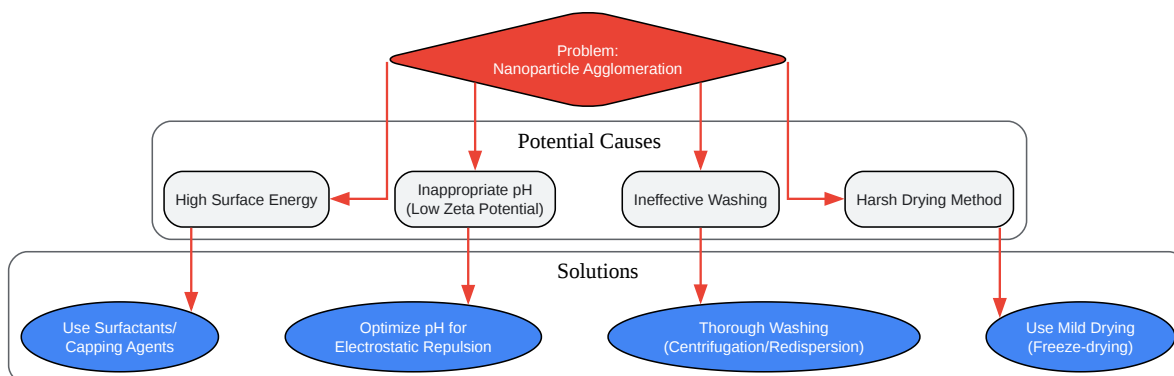 Problem:
Nanoparticle Agglomeration
Potential Causes
High Surface Energy
Inappropriate pH
(Low Zeta Potential)
Ineffective Washing
Harsh Drying Method
Solutions
Use Surfactants/
Capping Agents
Optimize pH for
Electrostatic Repulsion
Thorough Washing
(Centrifugation/Redispersion)
Use Mild Drying
(Freeze-drying)